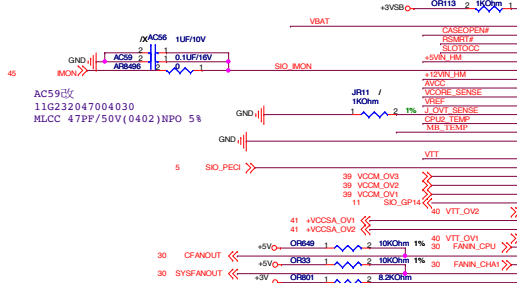 +3VSB OR113 1 2 1KOhm
VBAT
/X AC56 1UF/10V
CASEOPEN#
RSMRT#
SLOTOCC
GND AC59 1 2 0.1UF/16V
+5VIN_HM
45 IMON AR8496 1 2 0 SIO_IMON
+12VIN_HM
AVCC
AC59改
11G232047004030
MLCC 47PF/50V(0402)NPO 5%
JR11 /
1KOhm
VCORE_SENSE
VREF
GND 1 2 1% J_OVT_SENSE
CPU2_TEMP
MB_TEMP
GND
VTT
5 SIO_PECI
39 VCCM_OV3
39 VCCM_OV2
39 VCCM_OV1
11 SIO_GP14
40 VTT_OV2
41 +VCCSA_OV1
41 +VCCSA_OV2
40 VTT_OV1
+5V OR649 1 2 10KOhm 1% 30 FANIN_CPU
30 CFANOUT
+5V OR33 1 2 10KOhm 1% 30 FANIN_CHA1
30 SYSFANOUT
+3V OR801 1 2 8.2KOhm